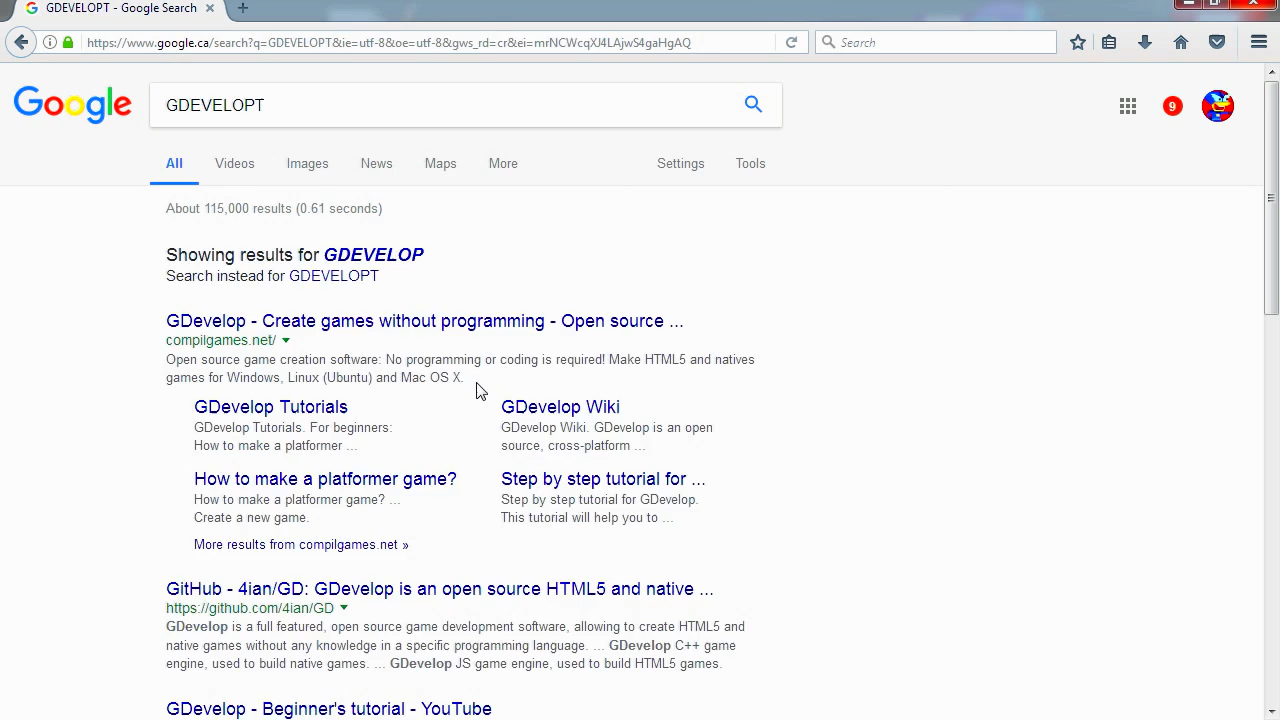 GDEVELOPT - Google Search
https://www.google.ca/search?q=GDEVELOPT&ie=utf-8&oe=utf-8&gws_rd=cr&ei=mrNCWcqXJ4LAjwS4gaHgAQ
Search
Google
GDEVELOPT
9
All Videos Images News Maps More Settings Tools
About 115,000 results (0.61 seconds)
Showing results for GDEVELOP
Search instead for GDEVELOPT
GDevelop - Create games without programming - Open source ...
compilgames.net/
Open source game creation software: No programming or coding is required! Make HTML5 and natives
games for Windows, Linux (Ubuntu) and Mac OS X.
GDevelop Tutorials
GDevelop Tutorials. For beginners:
How to make a platformer ...
GDevelop Wiki
GDevelop Wiki. GDevelop is an open
source, cross-platform ...
How to make a platformer game?
How to make a platformer game? ...
Create a new game.
Step by step tutorial for ...
Step by step tutorial for GDevelop.
This tutorial will help you to ...
More results from compilgames.net »
GitHub - 4ian/GD: GDevelop is an open source HTML5 and native ...
https://github.com/4ian/GD
GDevelop is a full featured, open source game development software, allowing to create HTML5 and
native games without any knowledge in a specific programming language. ... GDevelop C++ game
engine, used to build native games. ... GDevelop JS game engine, used to build HTML5 games.
GDevelop - Beginner's tutorial - YouTube